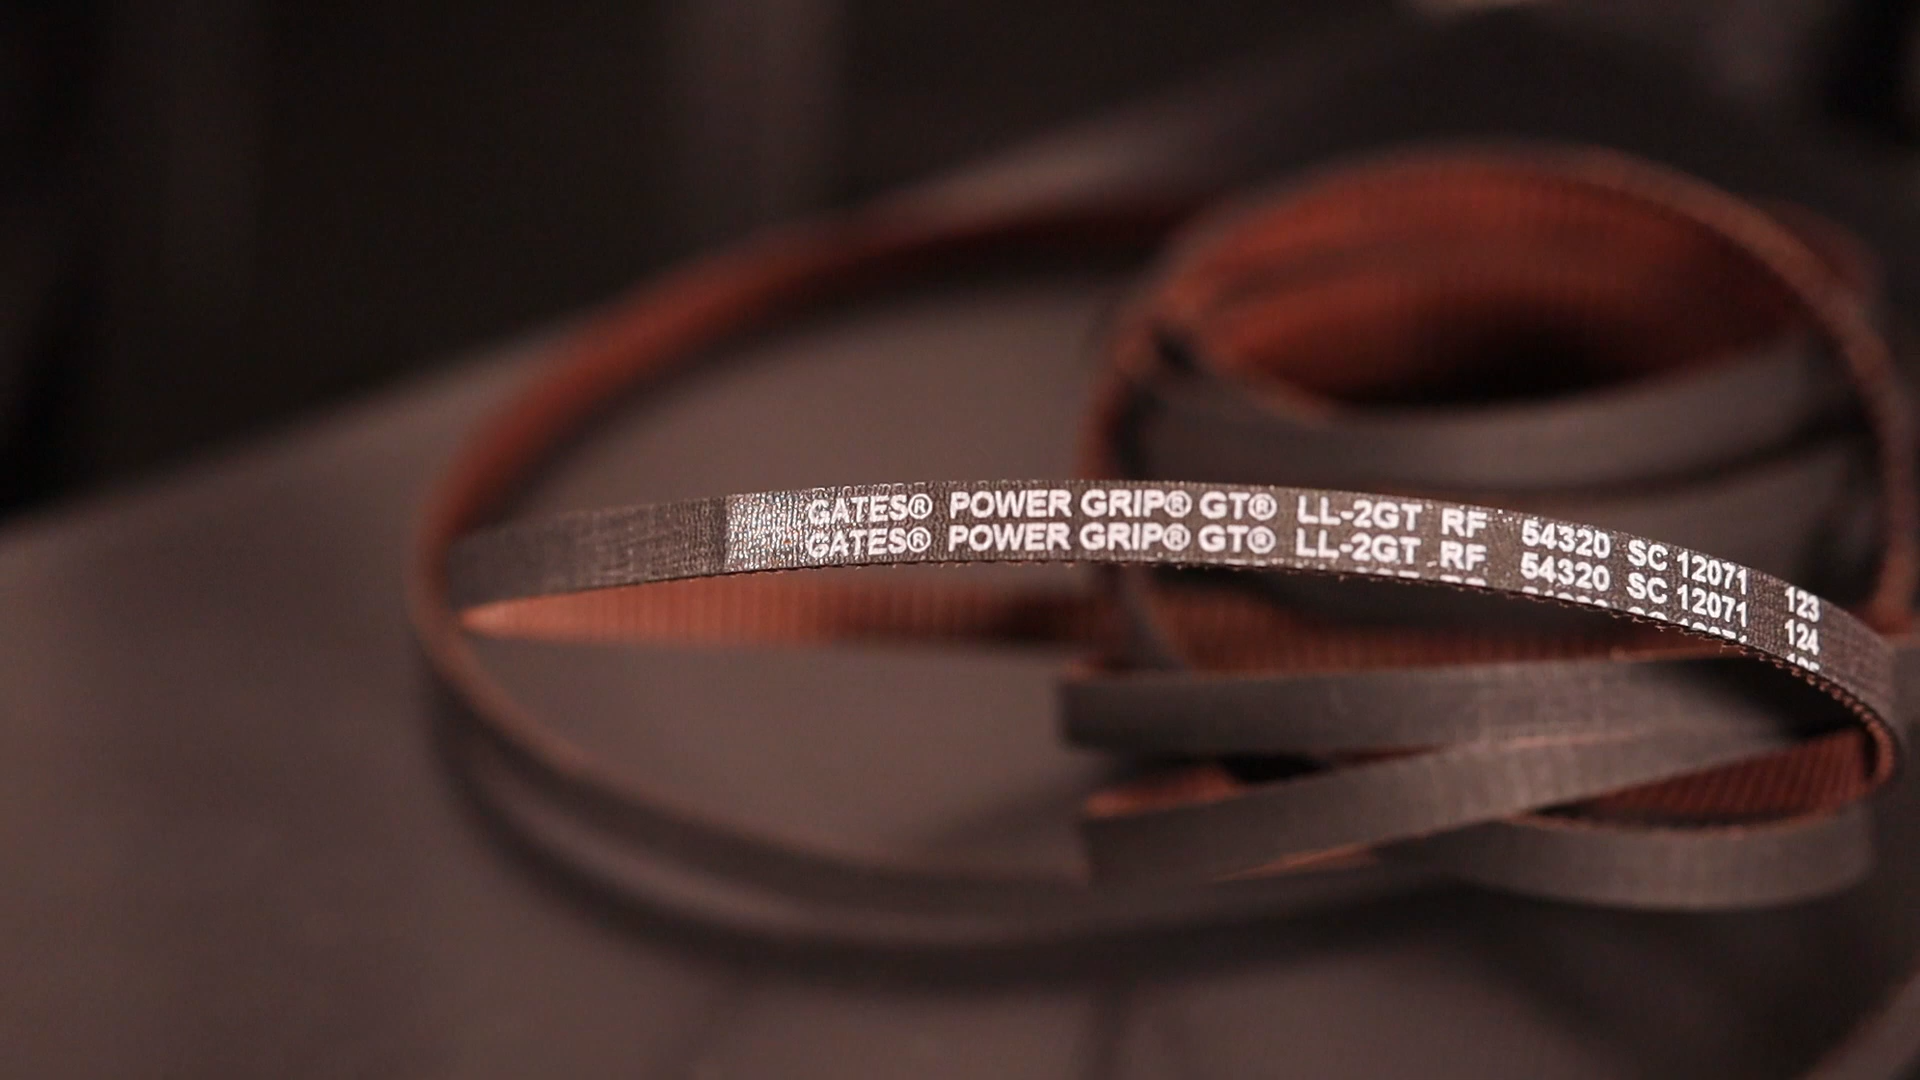 GATES® POWER GRIP® GT® LL-2GT RF 54320 SC 12071 123
GATES® POWER GRIP® GT® LL-2GT RF 54320 SC 12071 124